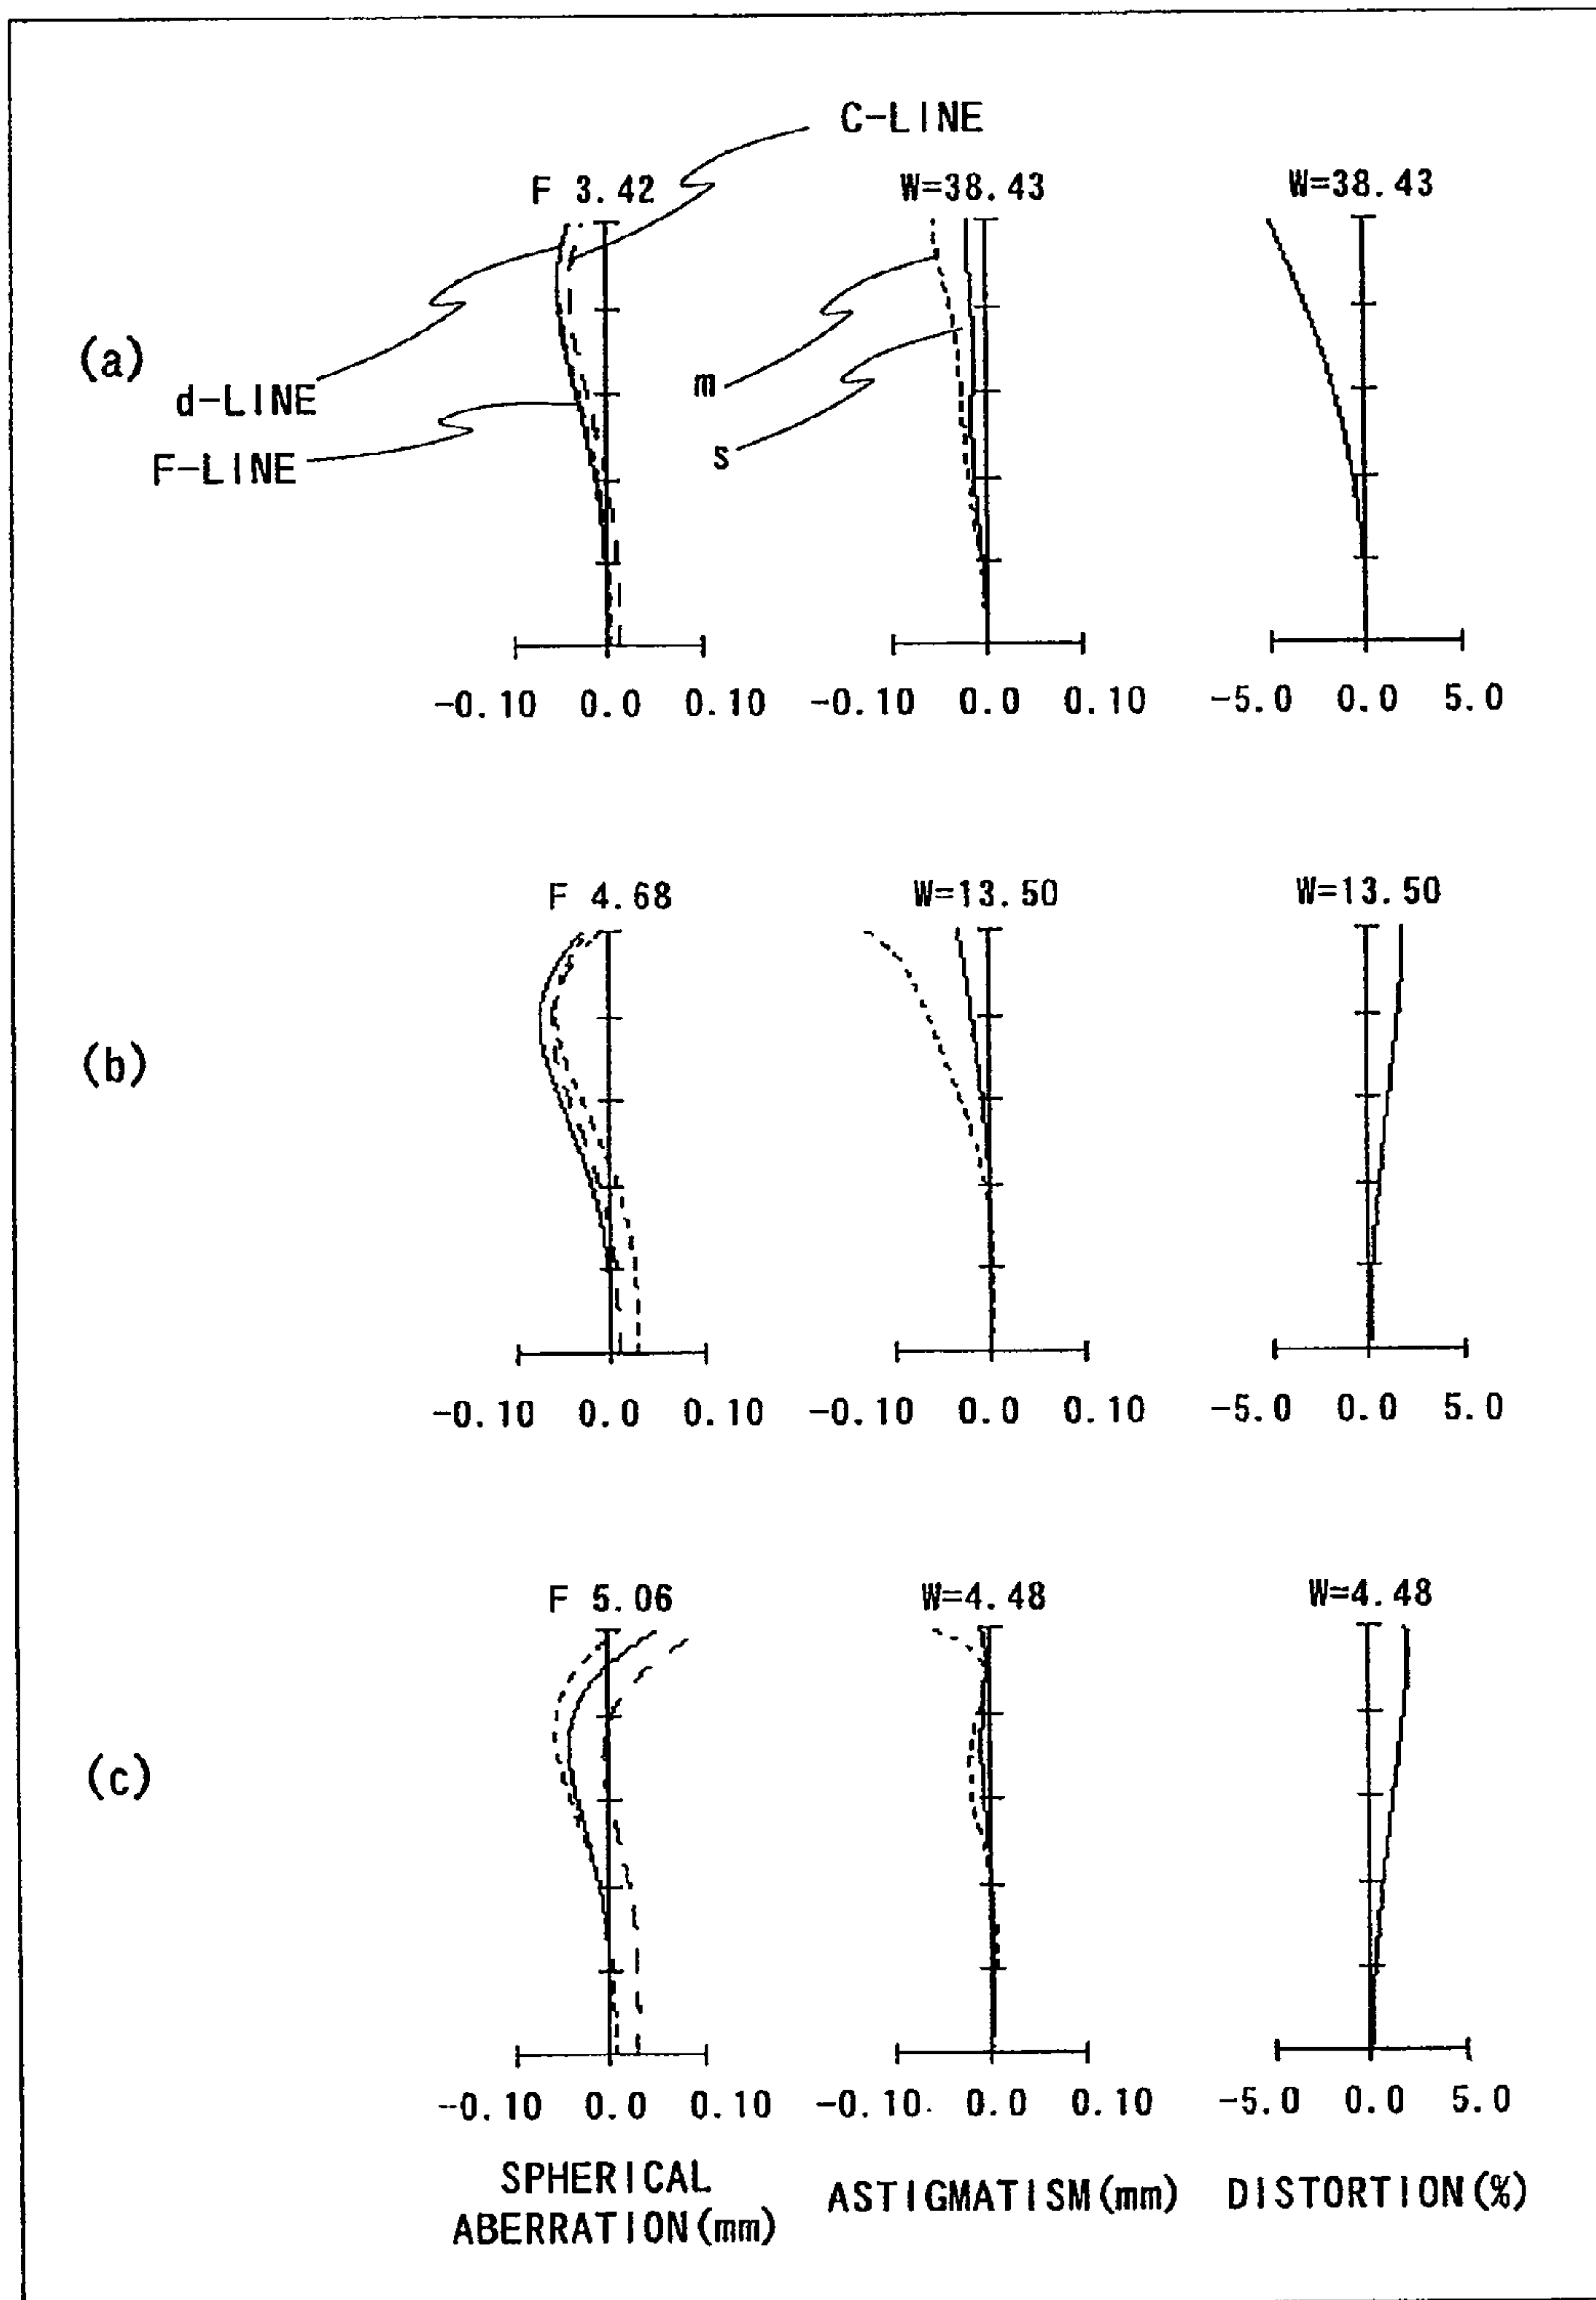 C-LINE
F 3.42 W=38.43 W=38.43
(a)
d-LINE
F-LINE
m
s
-0.10 0.0 0.10 -0.10 0.0 0.10 -5.0 0.0 5.0
F 4.68 W=13.50 W=13.50
(b)
-0.10 0.0 0.10 -0.10 0.0 0.10 -5.0 0.0 5.0
F 5.06 W=4.48 W=4.48
(c)
-0.10 0.0 0.10 -0.10 0.0 0.10 -5.0 0.0 5.0
SPHERICAL
ABERRATION(mm)
ASTIGMATISM(mm)
DISTORTION(%)